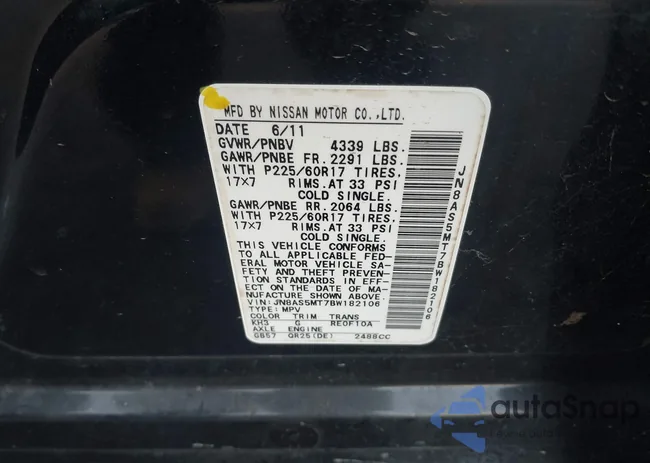 MFD BY NISSAN MOTOR CO.,LTD.
DATE 6/11
GVWR/PNBV 4339 LBS.
GAWR/PNBE FR. 2291 LBS.
WITH P225/60R17 TIRES,
17x7 RIMS.AT 33 PSI
COLD SINGLE.
GAWR/PNBE RR. 2064 LBS.
WITH P225/60R17 TIRES,
17x7 RIMS.AT 33 PSI
COLD SINGLE.
THIS VEHICLE CONFORMS
TO ALL APPLICABLE FED-
ERAL MOTOR VEHICLE SA-
FETY AND THEFT PREVEN-
TION STANDARDS IN EFF-
ECT ON THE DATE OF MA-
NUFACTURE SHOWN ABOVE.
VIN: JN8AS5MT7BW182106
TYPE: MPV
COLOR TRIM TRANS
KH3 G RE0F10A
AXLE ENGINE
GB57 QR25(DE) 2488CC
JN8AS5MT7BW182106
autoSnap